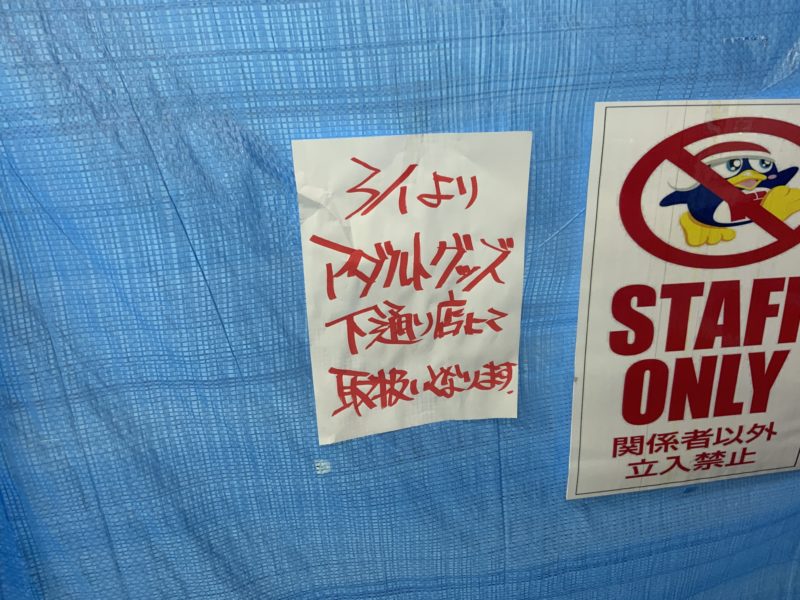 3/1より
アダルトグッズ
下通り店にて
取扱いとなります.
STAFF
ONLY
関係者以外
立入禁止